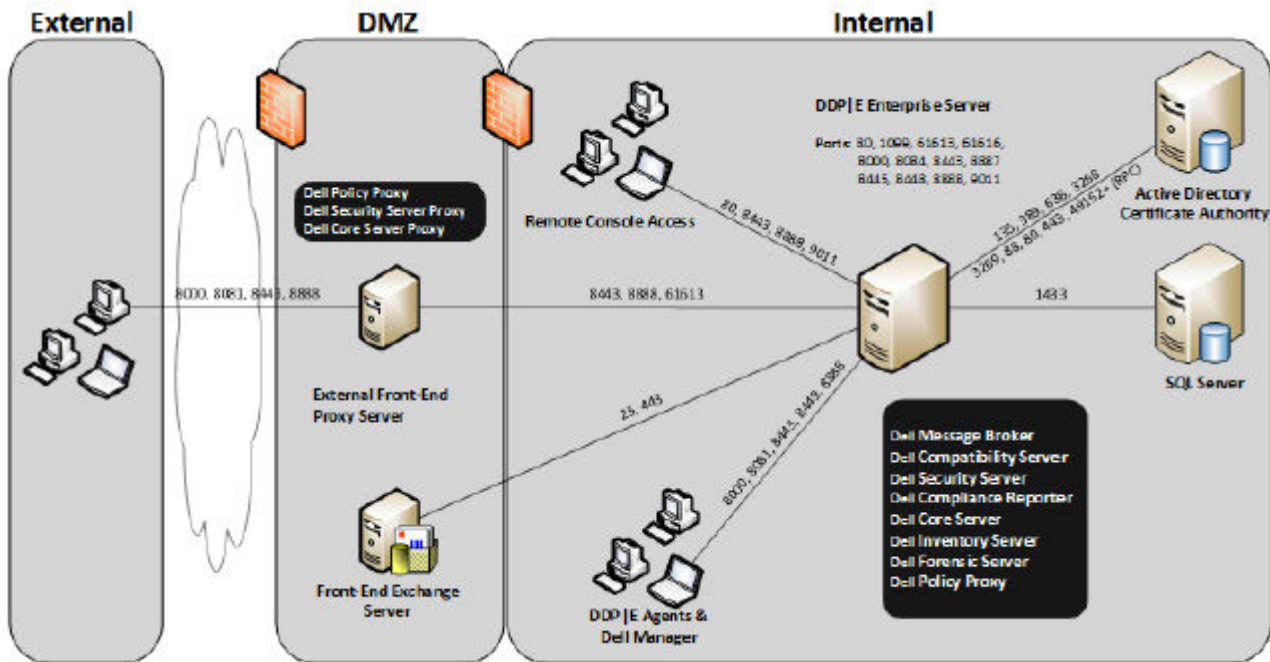 External
DMZ
Internal
DDP|E Enterprise Server
Ports: 80, 1099, 61613, 61616,
8000, 8084, 8443, 8887
8445, 8448, 8888, 9011
Dell Policy Proxy
Dell Security Server Proxy
Dell Core Server Proxy
Remote Console Access
80, 8443, 8888, 9011
135, 389, 636, 3268
3269, 88, 80, 443, 49152+ (RPC)
Active Directory
Certificate Authority
8000, 8081, 8443, 8888
8443, 8888, 61613
1433
External Front-End
Proxy Server
SQL Server
25, 443
8000, 8081, 8443, 8443, 8888
Dell Message Broker
Dell Compatibility Server
Dell Security Server
Dell Compliance Reporter
Dell Core Server
Dell Inventory Server
Dell Forensic Server
Dell Policy Proxy
Front-End Exchange
Server
DDP|E Agents &
Dell Manager